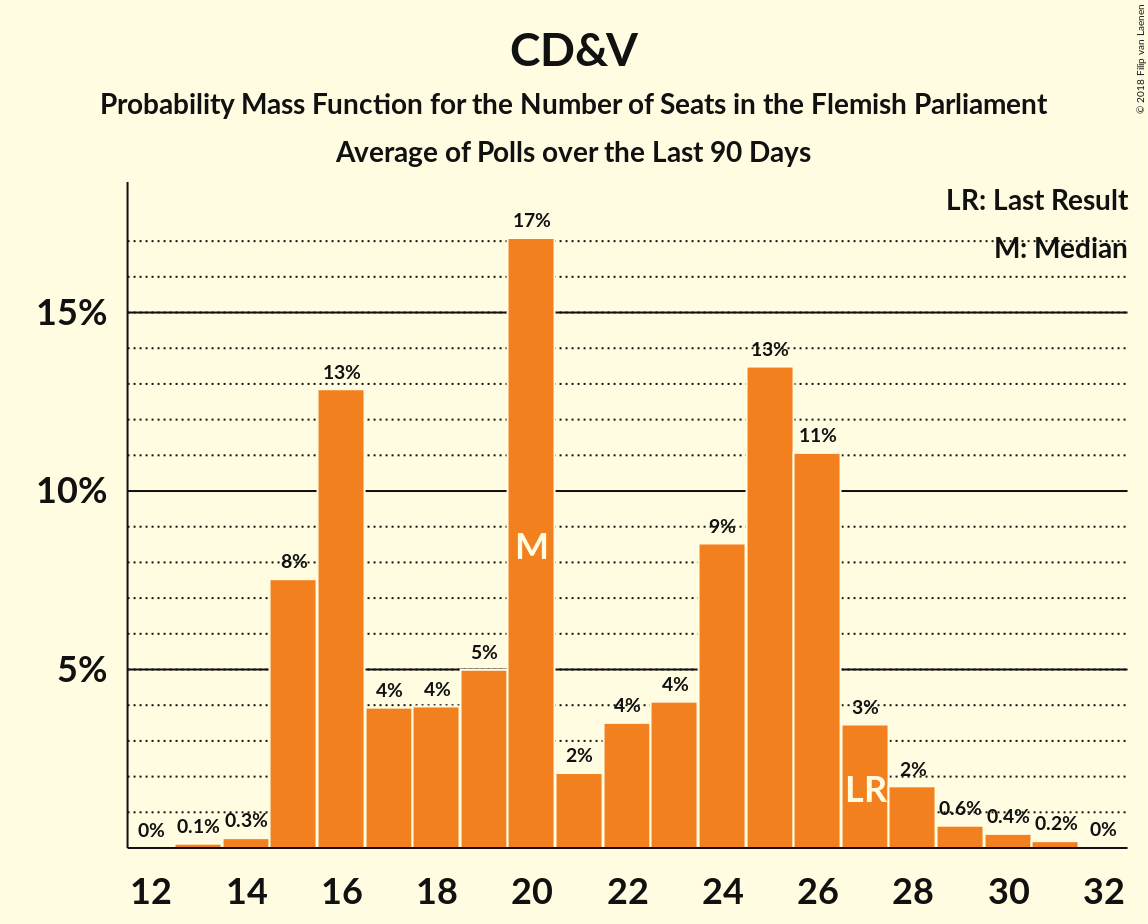 CD&V
Probability Mass Function for the Number of Seats in the Flemish Parliament
Average of Polls over the Last 90 Days
© 2018 Filip van Laenen
LR: Last Result
M: Median
15%
10%
5%
0%
0.1%
0.3%
8%
13%
4%
4%
5%
17%
M
2%
4%
4%
9%
13%
11%
3%
LR
2%
0.6%
0.4%
0.2%
0%
12 14 16 18 20 22 24 26 28 30 32